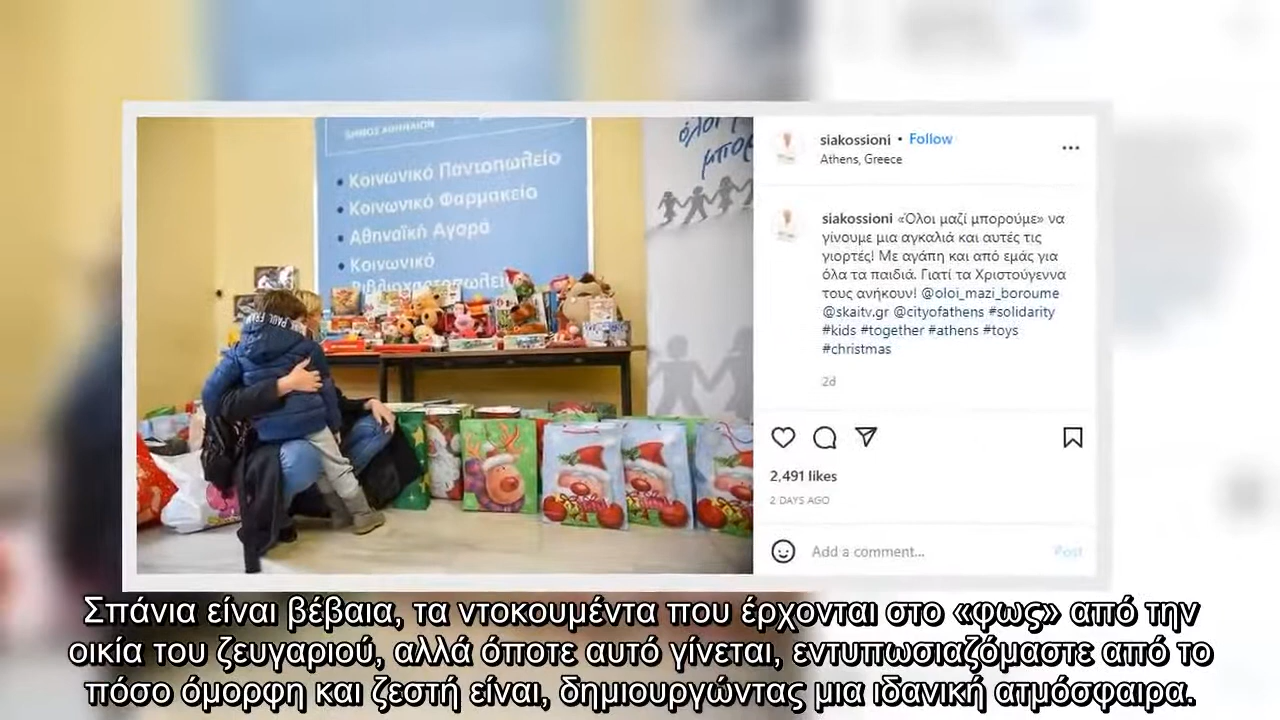 ΔΗΜΟΣ ΑΘΗΝΑΙΩΝ
• Κοινωνικό Παντοπωλείο
• Κοινωνικό Φαρμακείο
• Αθηναϊκή Αγορά
• Κοινωνικό
Βιβλιοχαρτοπωλείο
όλοι
μπορ
PAUL
siakossioni • Follow
Athens, Greece
siakossioni «Όλοι μαζί μπορούμε» να
γίνουμε μια αγκαλιά και αυτές τις
γιορτές! Με αγάπη και από εμάς για
όλα τα παιδιά. Γιατί τα Χριστούγεννα
τους ανήκουν! @oloi_mazi_boroume
@skaitv.gr @cityofathens #solidarity
#kids #together #athens #toys
#christmas
2d
2,491 likes
2 DAYS AGO
Add a comment...
Post
Σπάνια είναι βέβαια, τα ντοκουμέντα που έρχονται στο «φως» από την
οικία του ζευγαριού, αλλά όποτε αυτό γίνεται, εντυπωσιαζόμαστε από το
πόσο όμορφη και ζεστή είναι, δημιουργώντας μια ιδανική ατμόσφαιρα.